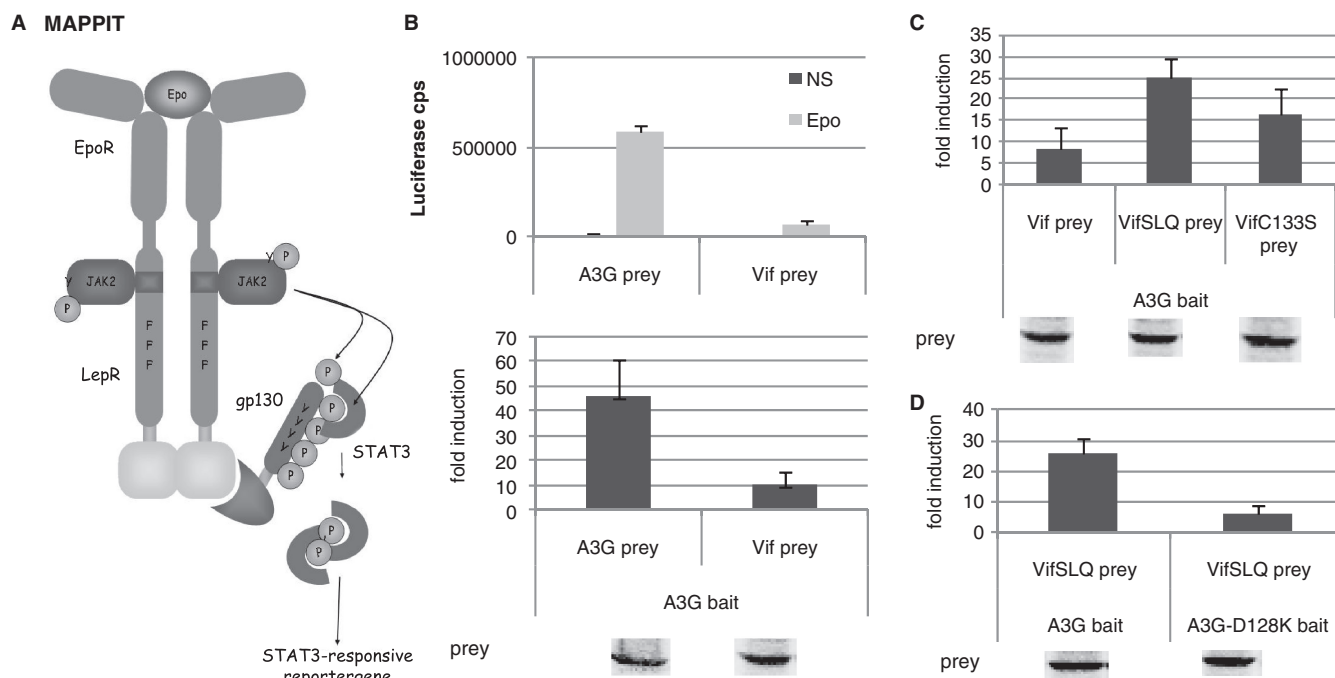 A MAPPIT
Epo
EpoR
Y P
JAK2
JAK2
Y
P
F F
F F
F F
LepR
P
gp130
P
Y
Y
Y
Y
P
P
P
STAT3
P
P
STAT3-responsive
reportergene
B
Luciferase cps
1000000
500000
0
NS
Epo
A3G prey
Vif prey
fold induction
70
60
50
40
30
20
10
0
A3G prey
Vif prey
A3G bait
prey
C
fold induction
35
30
25
20
15
10
5
0
Vif prey
VifSLQ prey
VifC133S
prey
A3G bait
prey
D
fold induction
40
30
20
10
0
VifSLQ prey
VifSLQ prey
A3G bait
A3G-D128K bait
prey